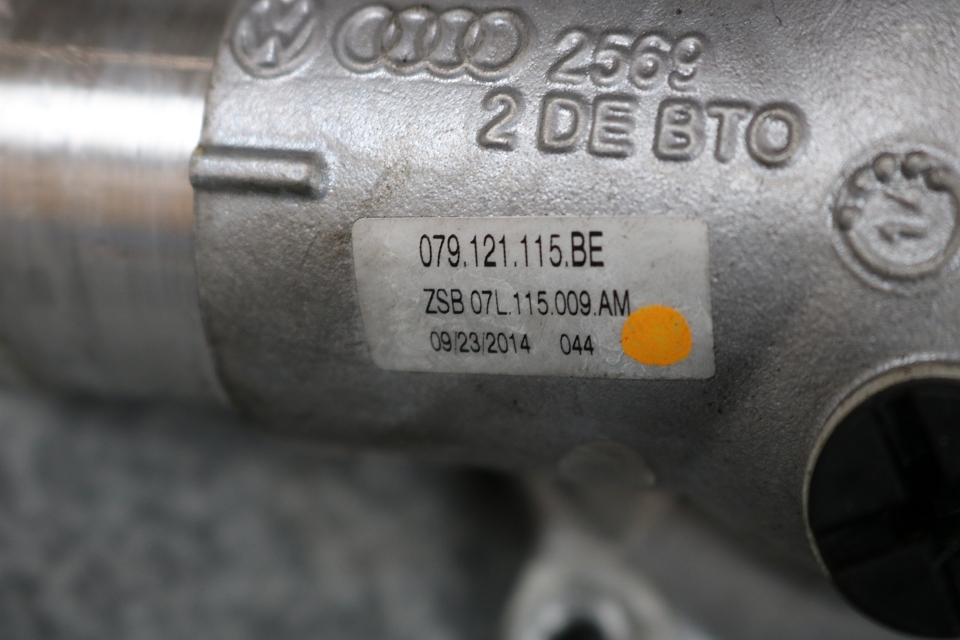 2569
2 DE BTO
079.121.115.BE
ZSB 07L.115.009.AM
09/23/2014 044